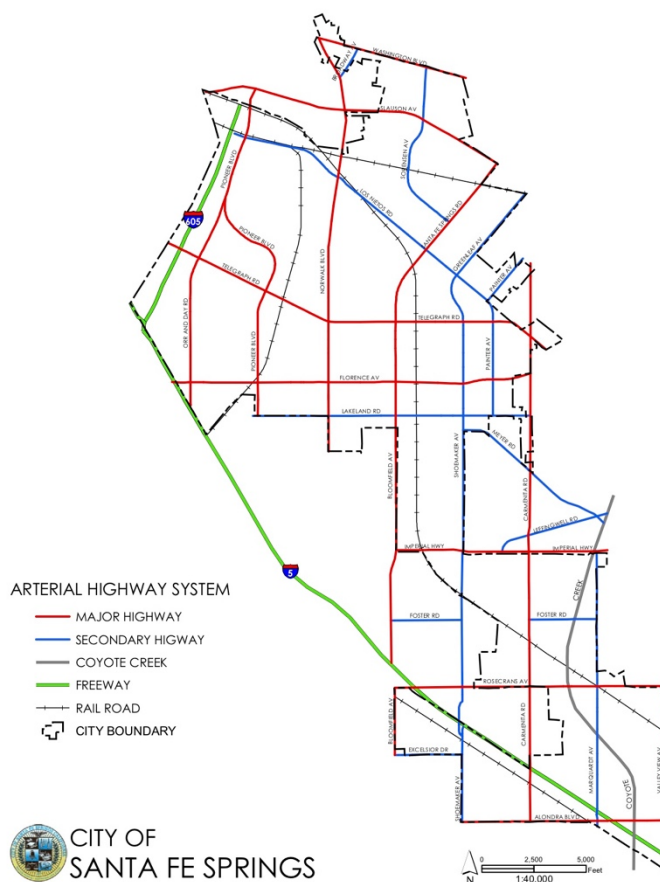 WASHINGTON BLVD
BROADWAY AV
SLAUSON AV
SORENSEN AV
PIONEER BLVD
605
LOS NIETOS RD
SANTA FE SPRINGS RD
GREENLEAF AV
PAINTER AV
PIONEER BLVD
NORWALK BLVD
TELEGRAPH RD
TELEGRAPH RD
ORR AND DAY RD
PIONEER BLVD
PAINTER AV
FLORENCE AV
LAKELAND RD
MEYER RD
BLOOMFIELD AV
SHOEMAKER AV
CARMENITA RD
LEFFINGWELL RD
IMPERIAL HWY
IMPERIAL HWY
5
CREEK
FOSTER RD
FOSTER RD
ROSECRANS AV
BLOOMFIELD AV
CARMENITA RD
EXCELSIOR DR
SHOEMAKER AV
MARQUARDT AV
VALLEY VIEW AV
COYOTE
ALONDRA BLVD
ARTERIAL HIGHWAY SYSTEM
MAJOR HIGHWAY
SECONDARY HIGWAY
COYOTE CREEK
FREEWAY
RAIL ROAD
CITY BOUNDARY
CITY OF
SANTA FE SPRINGS
N
0 2,500 5,000
Feet
1:40,000